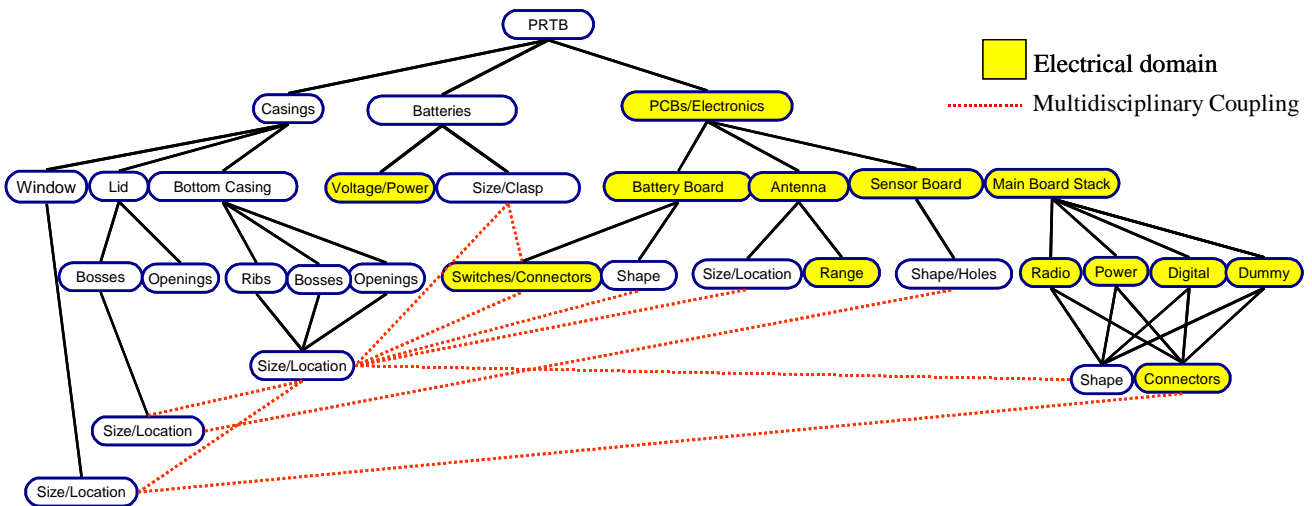 PRTB
Electrical domain
Multidisciplinary Coupling
Casings
Batteries
PCBs/Electronics
Window
Lid
Bottom Casing
Voltage/Power
Size/Clasp
Battery Board
Antenna
Sensor Board
Main Board Stack
Bosses
Openings
Ribs
Bosses
Openings
Switches/Connectors
Shape
Size/Location
Range
Shape/Holes
Radio
Power
Digital
Dummy
Size/Location
Shape
Connectors
Size/Location
Size/Location